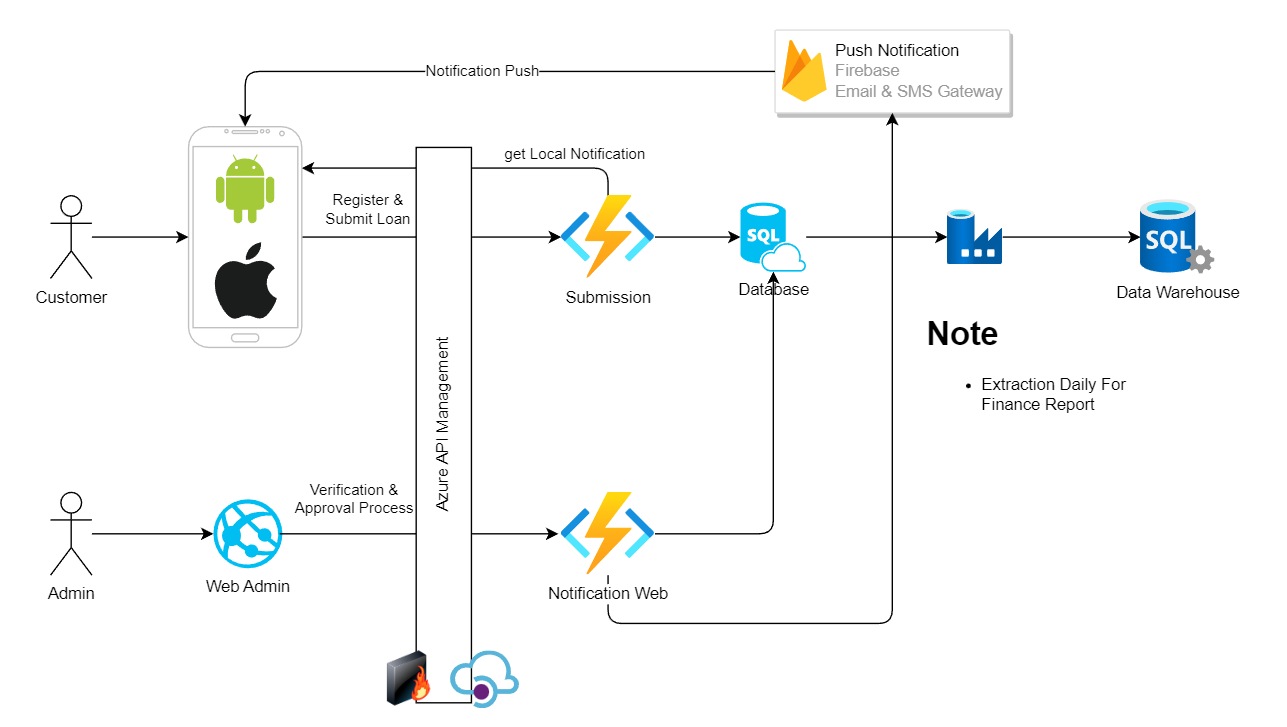 Push Notification
Firebase
Email & SMS Gateway
Notification Push
get Local Notification
Register &
Submit Loan
Customer
Submission
SQL
Database
SQL
Data Warehouse
Note
Extraction Daily For
Finance Report
Azure API Management
Verification &
Approval Process
Admin
Web Admin
Notification Web